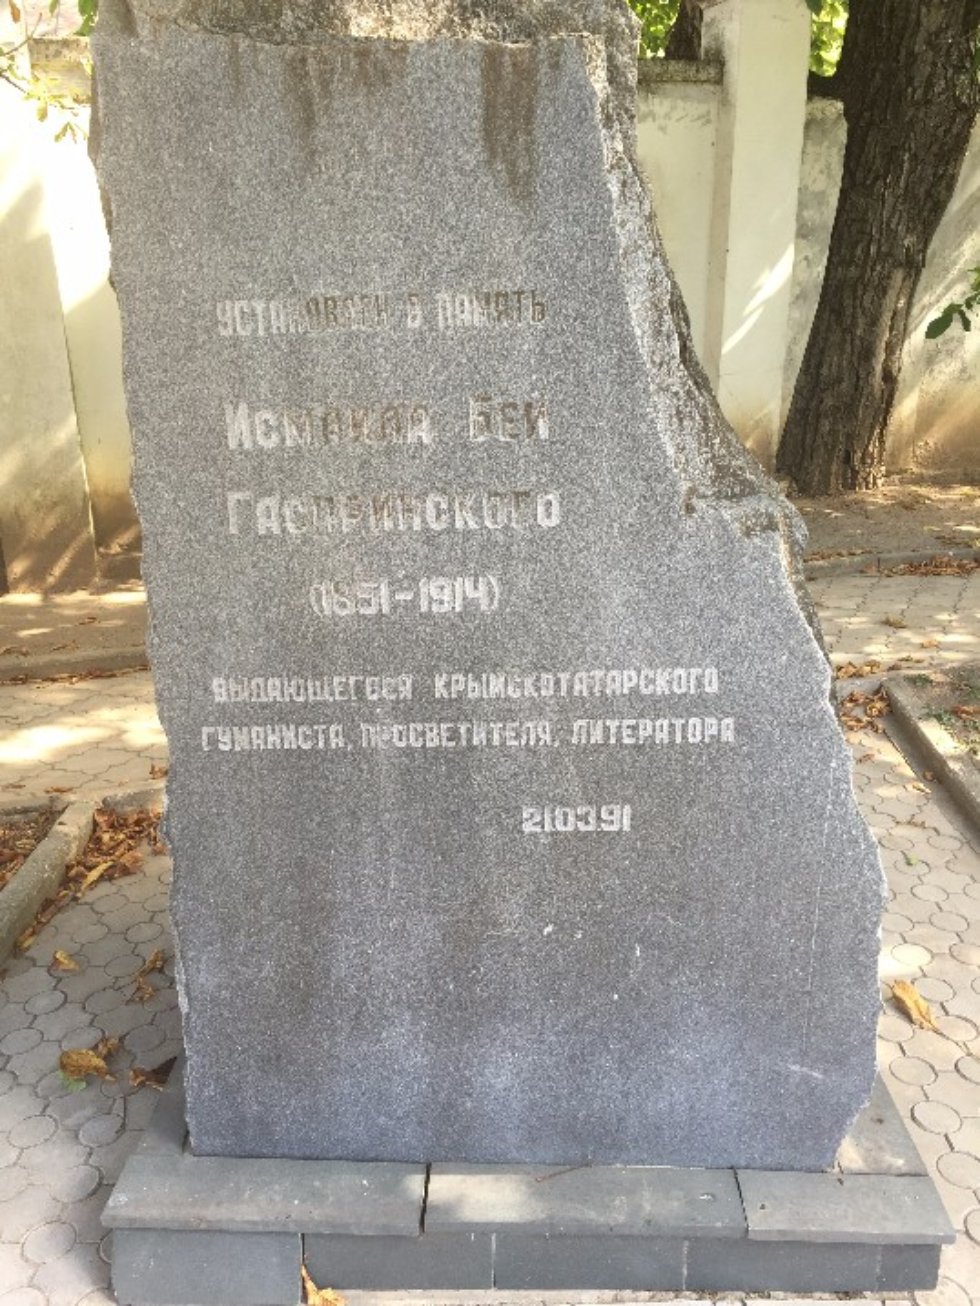 УСТАНОВЛЕН В ПАМЯТЬ
Исмаила Бей
Гаспринского
(1851-1914)
ВЫДАЮЩЕГОСЯ КРЫМСКОТАТАРСКОГО
ГУМАНИСТА, ПРОСВЕТИТЕЛЯ, ЛИТЕРАТОРА
21.03.91